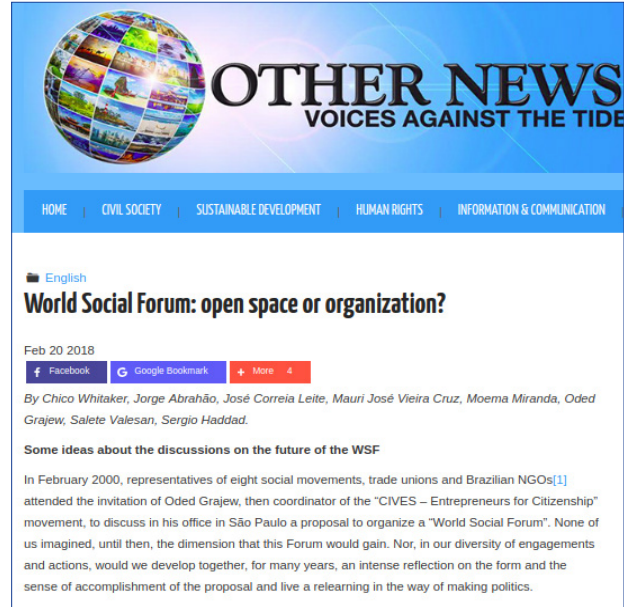 OTHER NEWS
VOICES AGAINST THE TIDE
HOME | CIVIL SOCIETY | SUSTAINABLE DEVELOPMENT | HUMAN RIGHTS | INFORMATION & COMMUNICATION |
English
World Social Forum: open space or organization?
Feb 20 2018
Facebook Google Bookmark More 4
By Chico Whitaker, Jorge Abrahão, José Correia Leite, Mauri José Vieira Cruz, Moema Miranda, Oded
Grajew, Salete Valesan, Sergio Haddad.
Some ideas about the discussions on the future of the WSF
In February 2000, representatives of eight social movements, trade unions and Brazilian NGOs[1]
attended the invitation of Oded Grajew, then coordinator of the “CIVES – Entrepreneurs for Citizenship”
movement, to discuss in his office in São Paulo a proposal to organize a “World Social Forum”. None of
us imagined, until then, the dimension that this Forum would gain. Nor, in our diversity of engagements
and actions, would we develop together, for many years, an intense reflection on the form and the
sense of accomplishment of the proposal and live a relearning in the way of making politics.